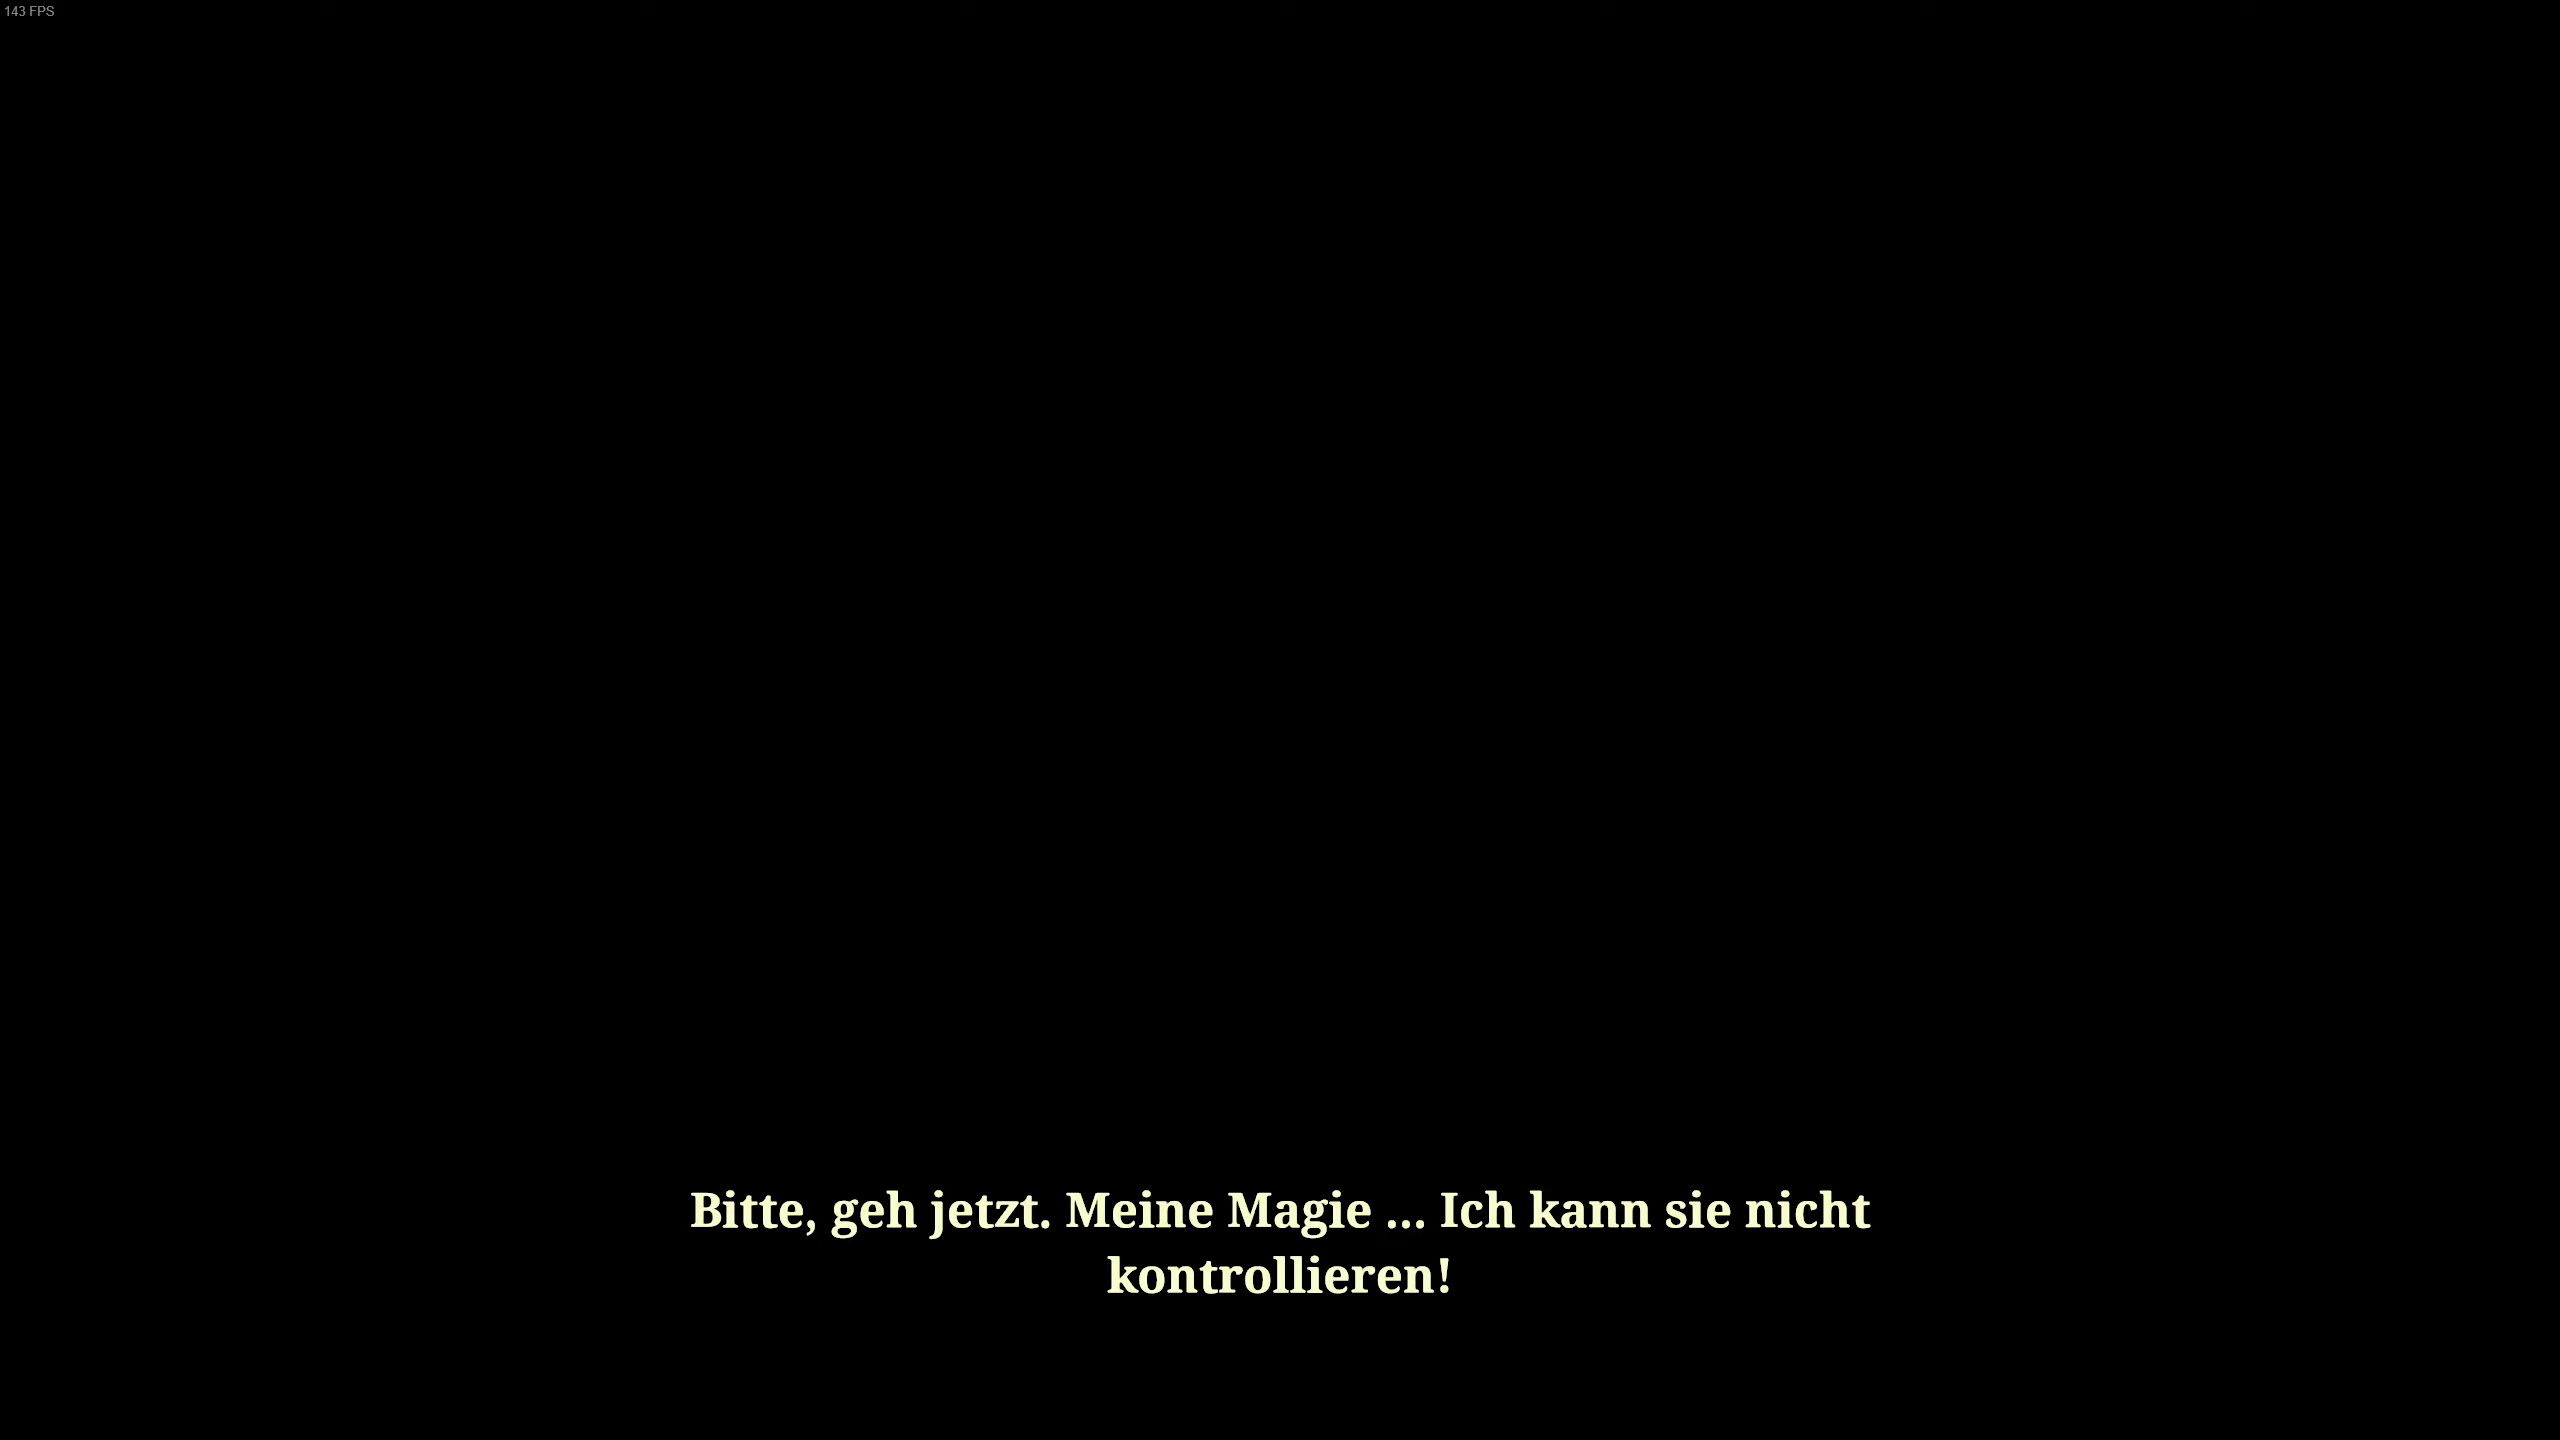 143 FPS
Bitte, geh jetzt. Meine Magie ... Ich kann sie nicht
kontrollieren!